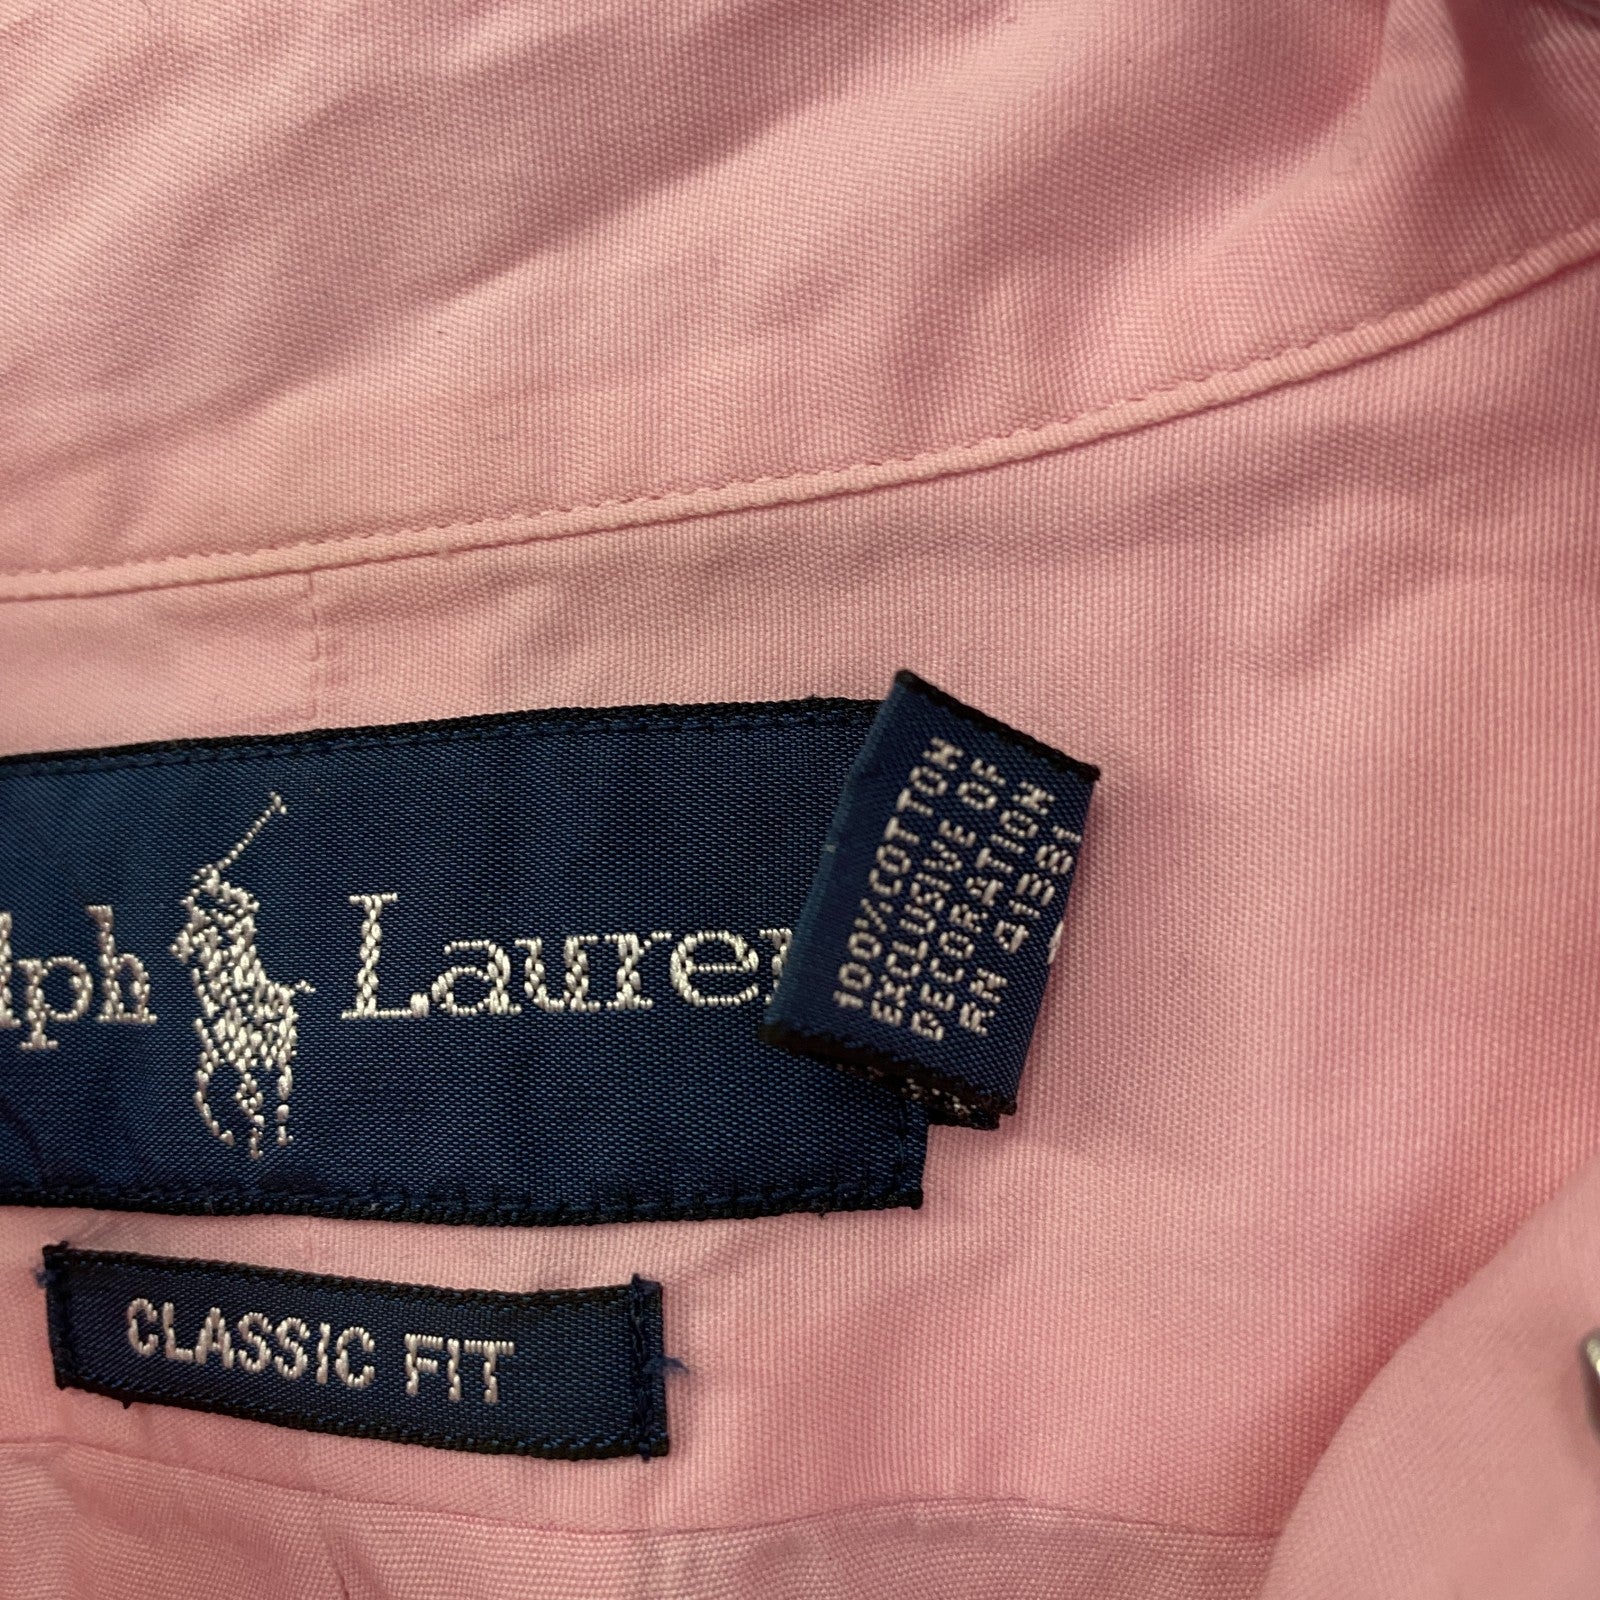 lph Lauren
100% COTTON
EXCLUSIVE OF
DECORATION
RN 41381
CLASSIC FIT